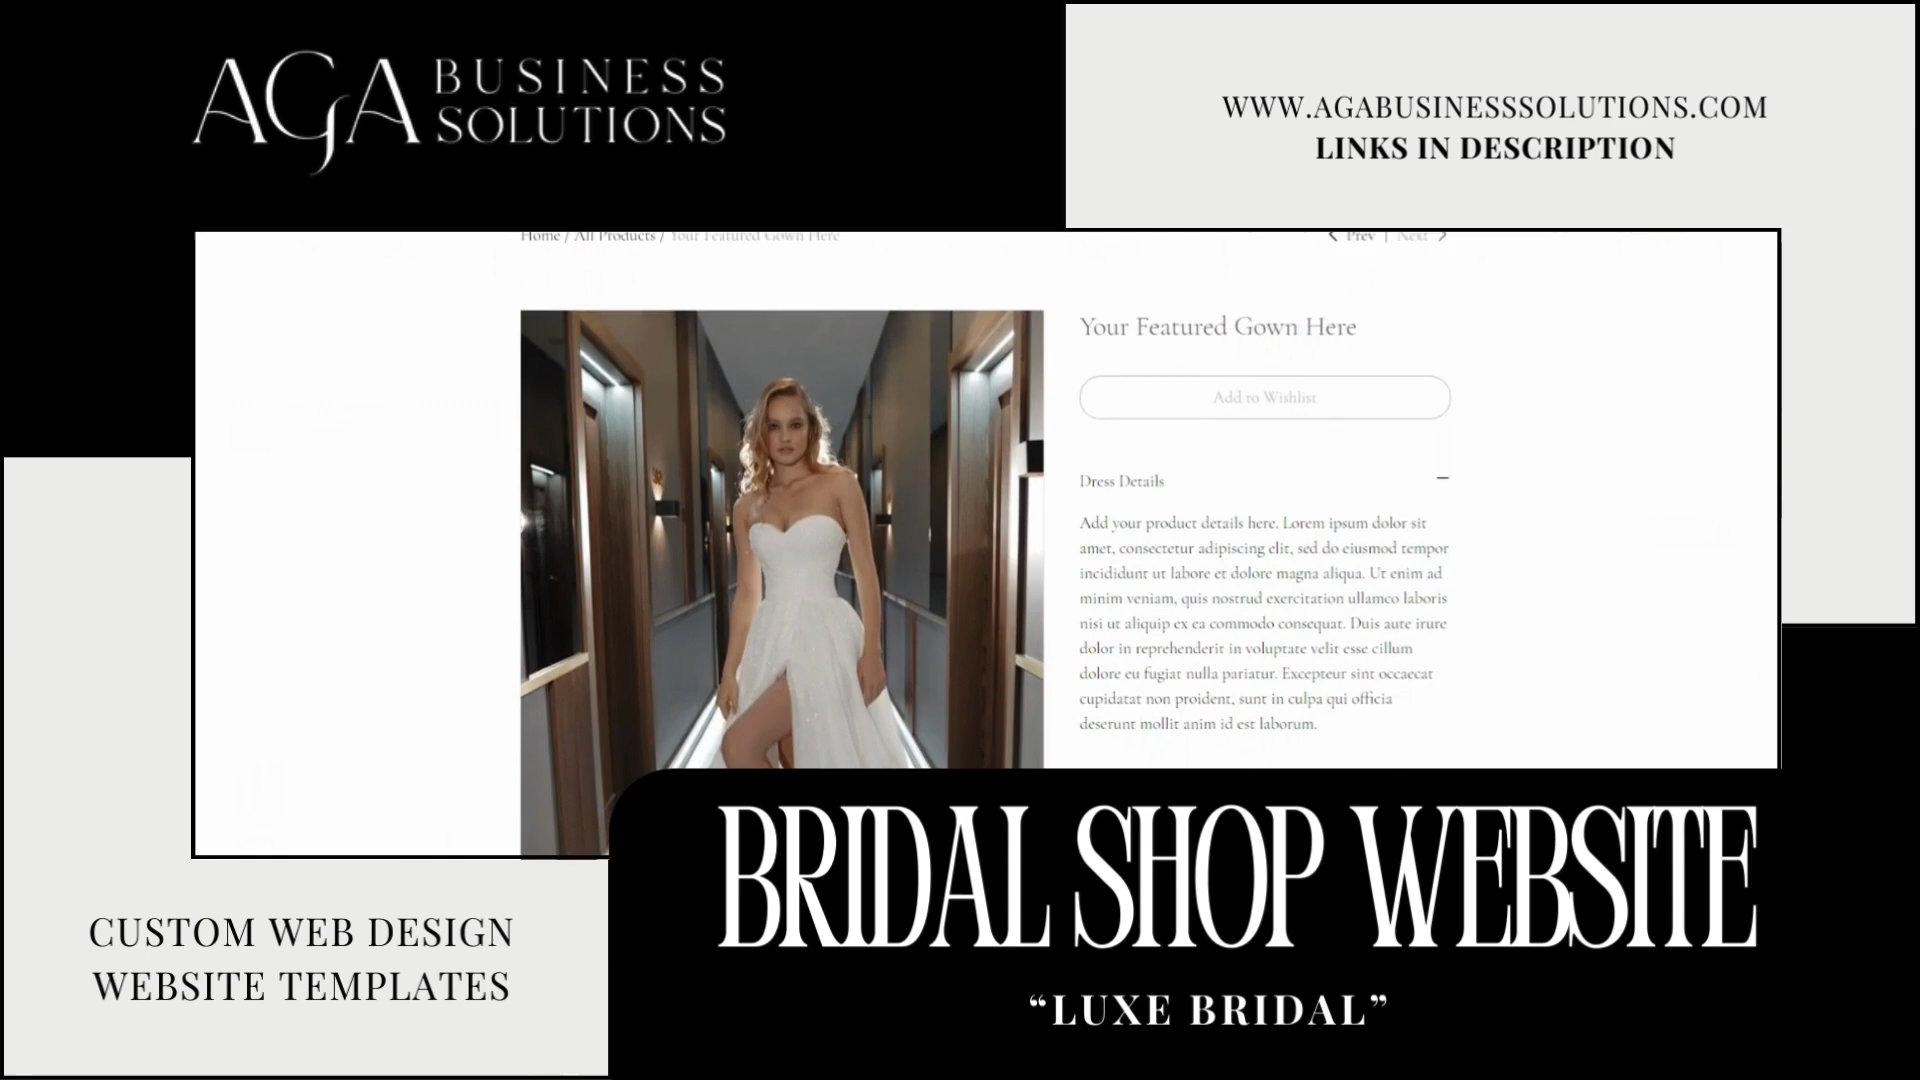 AGA BUSINESS
SOLUTIONS
WWW.AGABUSINESSSOLUTIONS.COM
LINKS IN DESCRIPTION
Home / All Products / Your Featured Gown Here
Prev | Next
Your Featured Gown Here
Add to Wishlist
Dress Details
Add your product details here. Lorem ipsum dolor sit
amet, consectetur adipiscing elit, sed do eiusmod tempor
incididunt ut labore et dolore magna aliqua. Ut enim ad
minim veniam, quis nostrud exercitation ullamco laboris
nisi ut aliquip ex ea commodo consequat. Duis aute irure
dolor in reprehenderit in voluptate velit esse cillum
dolore eu fugiat nulla pariatur. Excepteur sint occaecat
cupidatat non proident, sunt in culpa qui officia
deserunt mollit anim id est laborum.
BRIDAL SHOP WEBSITE
“LUXE BRIDAL”
CUSTOM WEB DESIGN
WEBSITE TEMPLATES